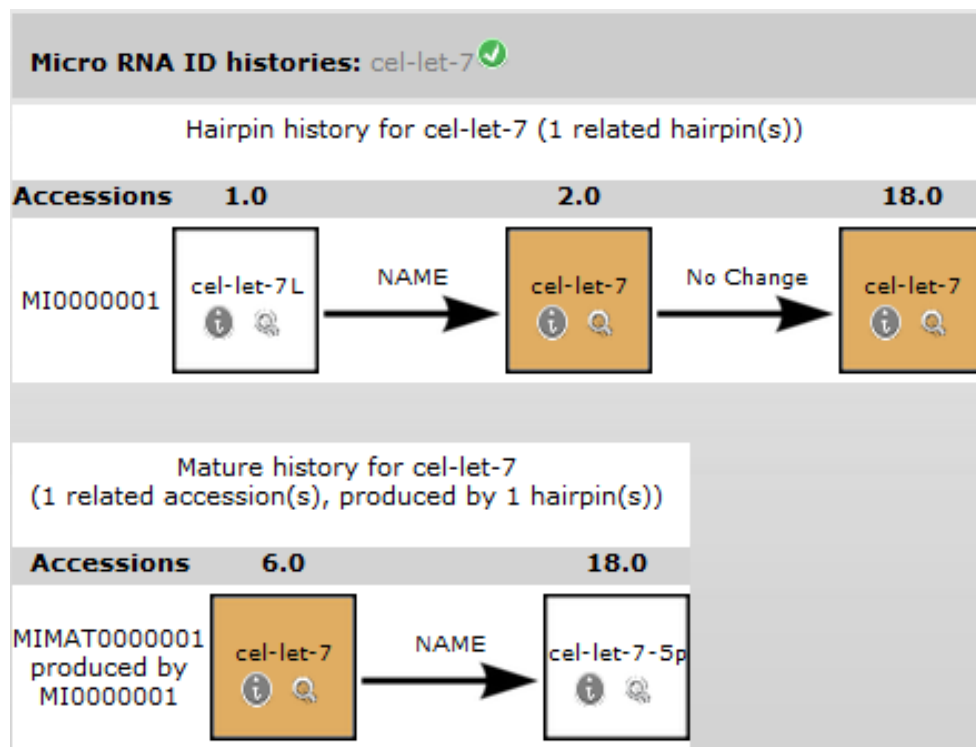 Micro RNA ID histories: cel-let-7
Hairpin history for cel-let-7 (1 related hairpin(s))
Accessions 1.0 2.0 18.0
MI0000001 cel-let-7L NAME cel-let-7 No Change cel-let-7
Mature history for cel-let-7
(1 related accession(s), produced by 1 hairpin(s))
Accessions 6.0 18.0
MIMAT0000001
produced by
MI0000001
cel-let-7 NAME cel-let-7-5p